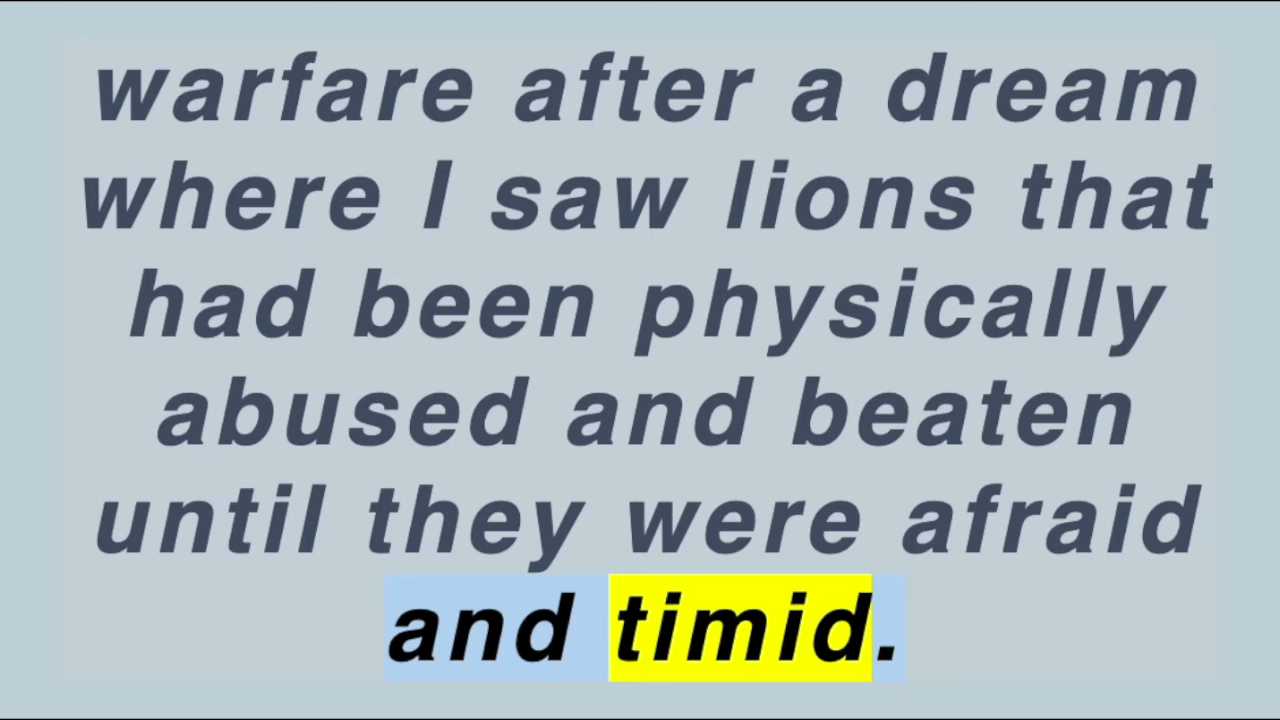 warfare after a dream
where I saw lions that
had been physically
abused and beaten
until they were afraid
and timid.